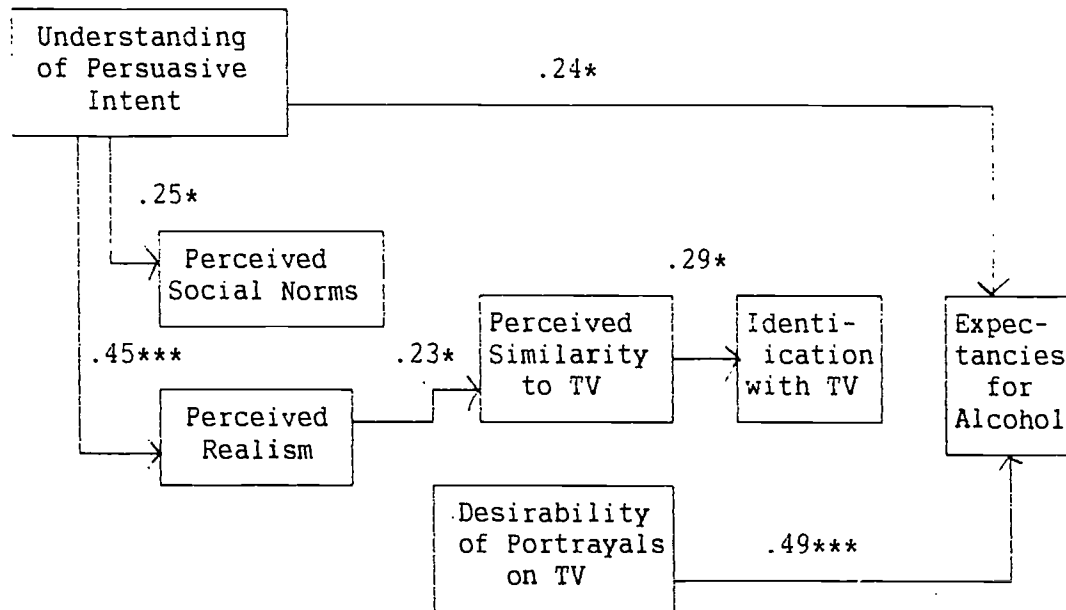 Understanding
of Persuasive
Intent
.24*
.25*
Perceived
Social Norms
.29*
.45***
.23*
Perceived
Similarity
to TV
Identi-
ication
with TV
Expec-
tancies
for
Alcohol
Perceived
Realism
Desirability
of Portrayals
on TV
.49***